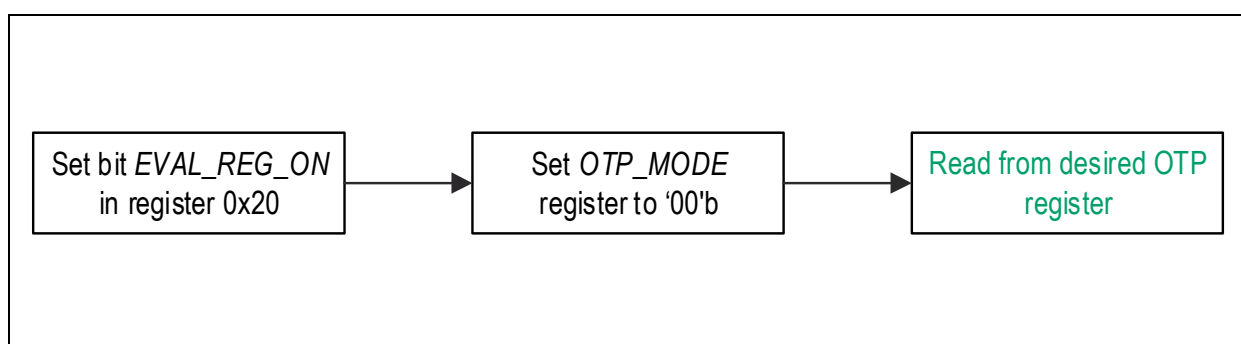 Set bit EVAL_REG_ON
in register 0x20
Set OTP_MODE
register to ‘00'b
Read from desired OTP
register